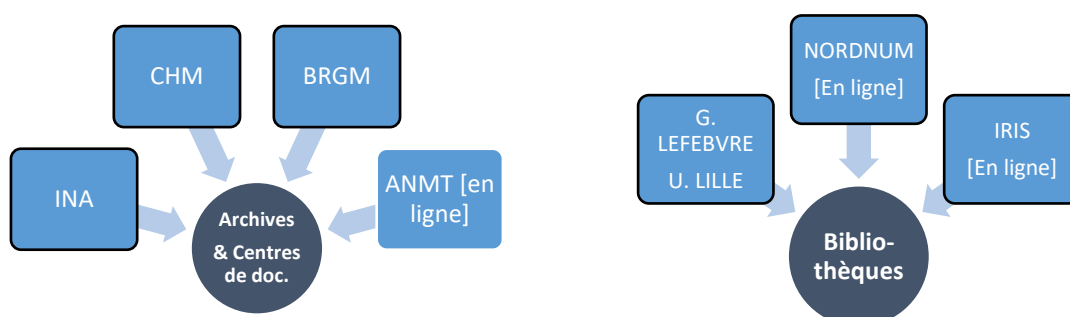 CHM
BRGM
INA
ANMT [en
ligne]
Archives
& Centres
de doc.
NORDNUM
[En ligne]
G.
LEFEBVRE
U. LILLE
IRIS
[En ligne]
Biblio-
thèques